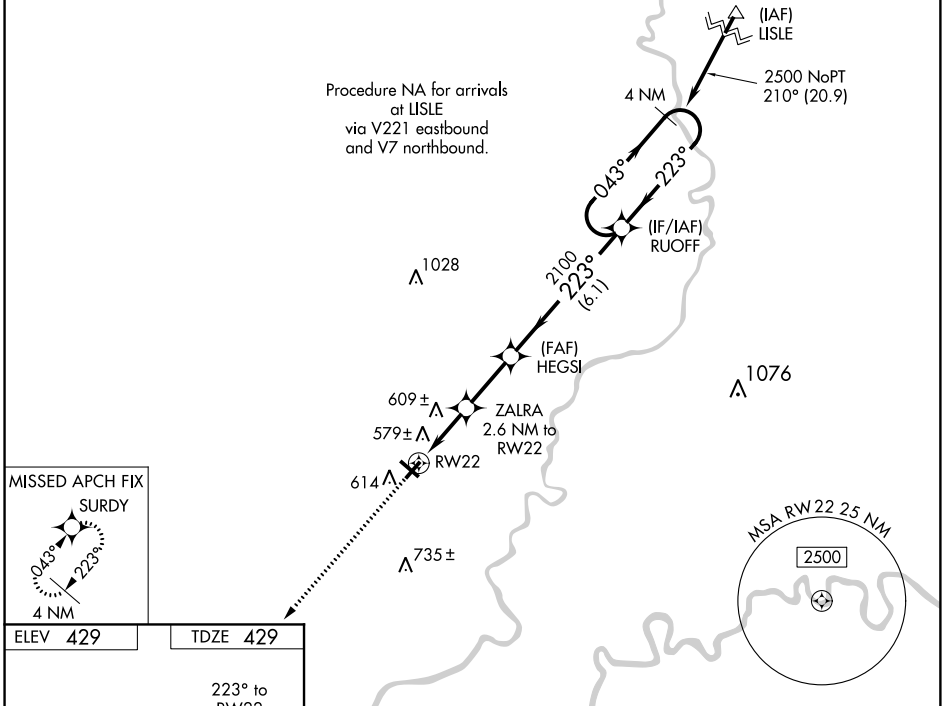 (IAF)
LISLE
2500 NoPT
210° (20.9)
Procedure NA for arrivals
at LISLE
via V221 eastbound
and V7 northbound.
4 NM
043°
223°
(IF/IAF)
RUOFF
2100
223°
(6.1)
1028
(FAF)
HEGSI
1076
609 ±
ZALRA
2.6 NM to
RW22
579±
RW22
614
735 ±
MISSED APCH FIX
SURDY
043°
223°
4 NM
MSA RW 22 25 NM
2500
ELEV 429
TDZE 429
223° to
RW22